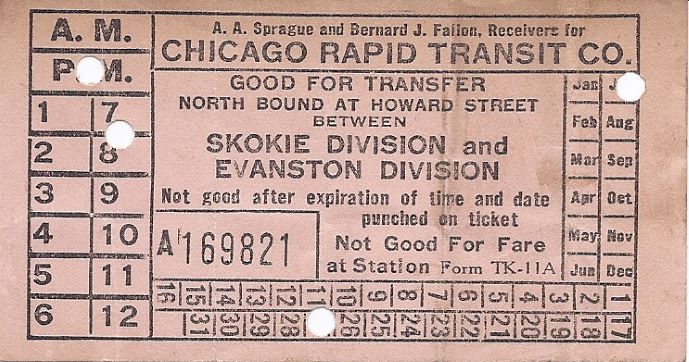 A. M.
P. M.
1 7
2 8
3 9
4 10
5 11
6 12
A. A. Sprague and Bernard J. Fallon, Receivers for
CHICAGO RAPID TRANSIT CO.
GOOD FOR TRANSFER
NORTH BOUND AT HOWARD STREET
BETWEEN
SKOKIE DIVISION and
EVANSTON DIVISION
Not good after expiration of time and date
punched on ticket
A 169821
Not Good For Fare
at Station Form TK-11A
Jan J
Feb Aug
Mar Sep
Apr Oct
May Nov
Jun Dec
16 15 14 13 12 11 10 9 8 7 6 5 4 3 2 1
31 30 29 28 26 25 24 23 22 21 20 19 18 17